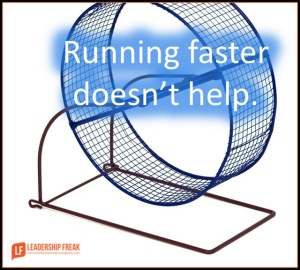 Running faster
doesn't help.
LF LEADERSHIP FREAK